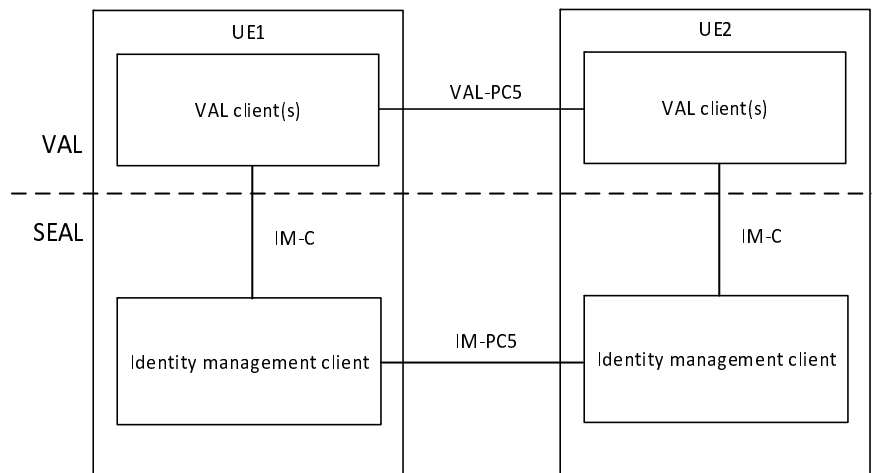 UE1
UE2
VAL client(s)
VAL-PC5
VAL client(s)
VAL
SEAL
IM-C
IM-C
Identity management client
IM-PC5
Identity management client